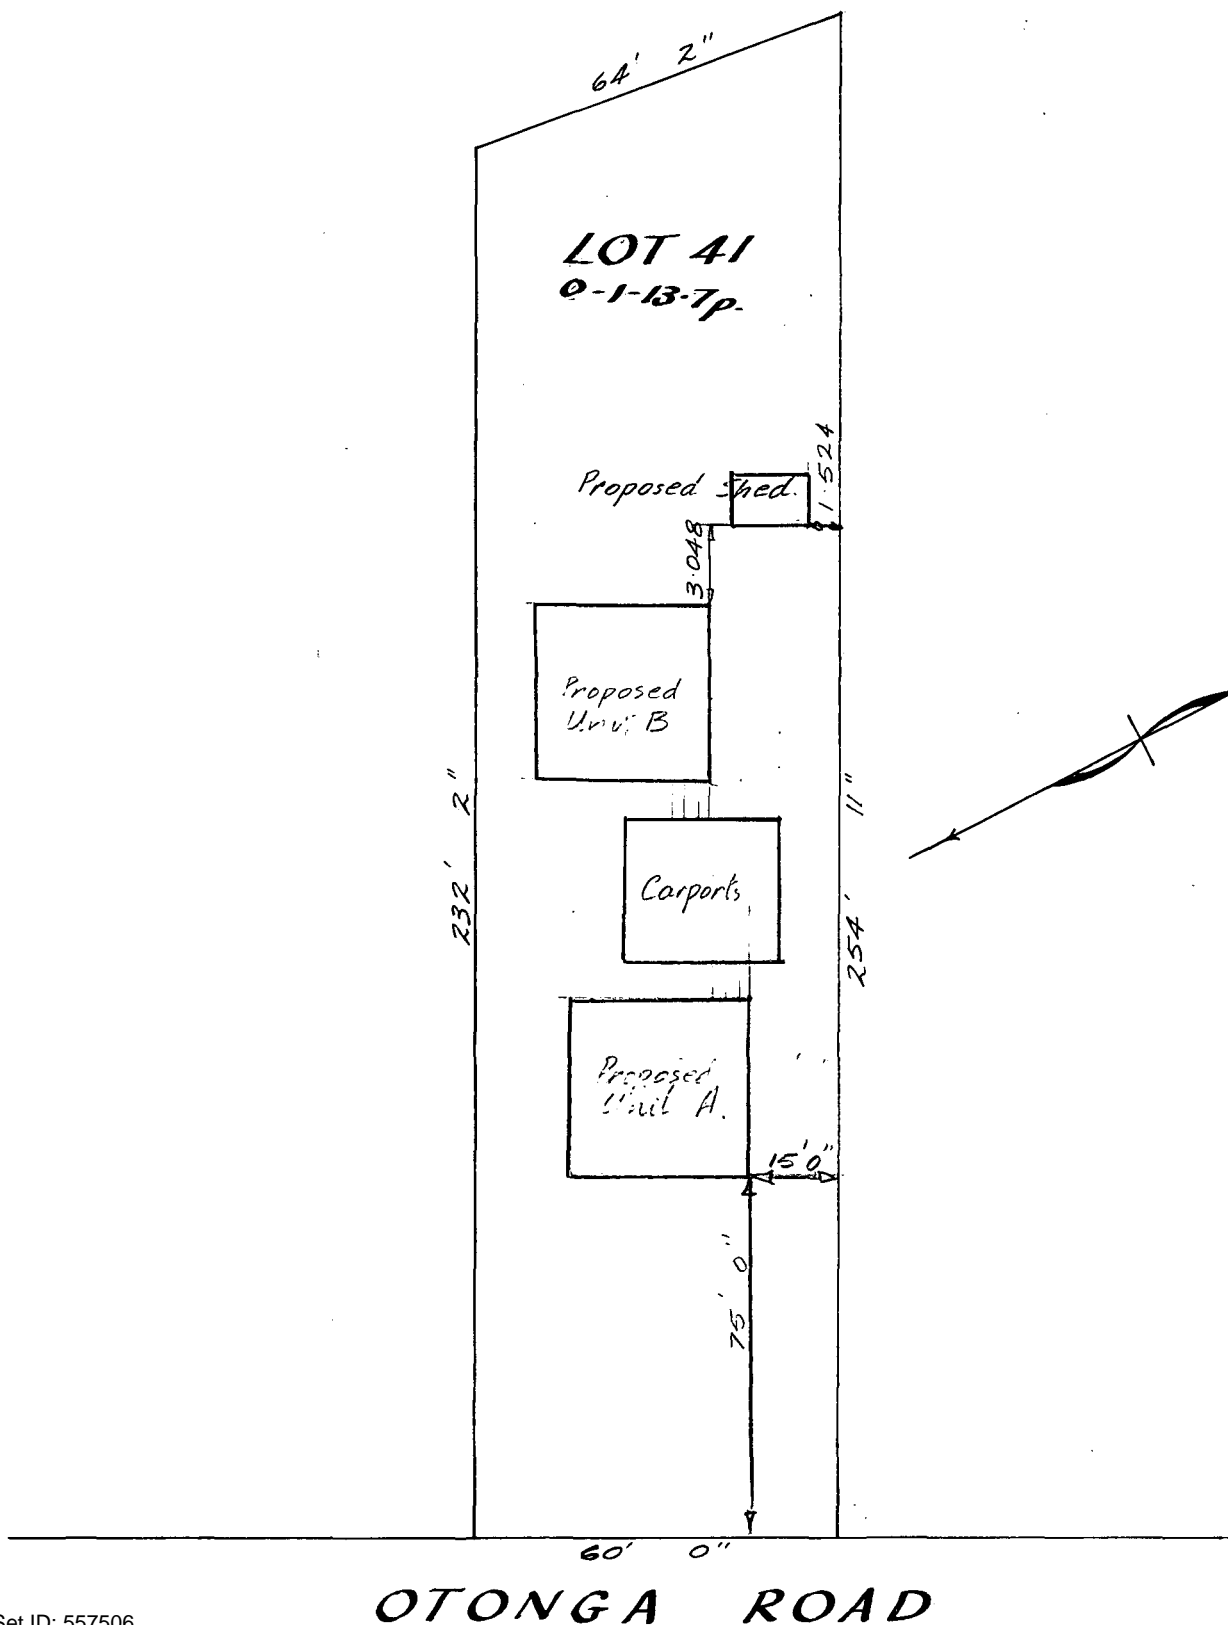 64' 2"
LOT 41
0-1-13·7p.
Proposed Shed.
1·524
3·048
Proposed
Unit B
232' 2"
254' 11"
Carports
Proposed
Unit A.
15'0"
75' 0"
60' 0"
OTONGA ROAD
Set ID: 557506